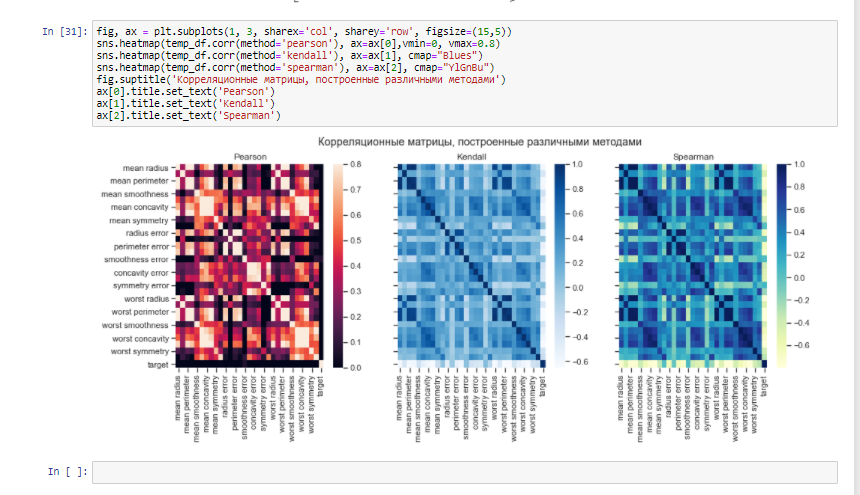 In [31]: fig, ax = plt.subplots(1, 3, sharex='col', sharey='row', figsize=(15,5))
sns.heatmap(temp_df.corr(method='pearson'), ax=ax[0],vmin=0, vmax=0.8)
sns.heatmap(temp_df.corr(method='kendall'), ax=ax[1], cmap="Blues")
sns.heatmap(temp_df.corr(method='spearman'), ax=ax[2], cmap="YlGnBu")
fig.suptitle('Корреляционные матрицы, построенные различными методами')
ax[0].title.set_text('Pearson')
ax[1].title.set_text('Kendall')
ax[2].title.set_text('Spearman')
Корреляционные матрицы, построенные различными методами
Pearson
mean radius
mean perimeter
mean smoothness
mean concavity
mean symmetry
radius error
perimeter error
smoothness error
concavity error
symmetry error
worst radius
worst perimeter
worst smoothness
worst concavity
worst symmetry
target
mean radius
mean perimeter
mean smoothness
mean concavity
mean symmetry
radius error
perimeter error
smoothness error
concavity error
symmetry error
worst radius
worst perimeter
worst smoothness
worst concavity
worst symmetry
target
0.8
0.7
0.6
0.5
0.4
0.3
0.2
0.1
0.0
Kendall
mean radius
mean perimeter
mean smoothness
mean concavity
mean symmetry
radius error
perimeter error
smoothness error
concavity error
symmetry error
worst radius
worst perimeter
worst smoothness
worst concavity
worst symmetry
target
1.0
0.8
0.6
0.4
0.2
0.0
-0.2
-0.4
-0.6
Spearman
mean radius
mean perimeter
mean smoothness
mean concavity
mean symmetry
radius error
perimeter error
smoothness error
concavity error
symmetry error
worst radius
worst perimeter
worst smoothness
worst concavity
worst symmetry
target
1.0
0.8
0.6
0.4
0.2
0.0
-0.2
-0.4
-0.6
In [ ]: